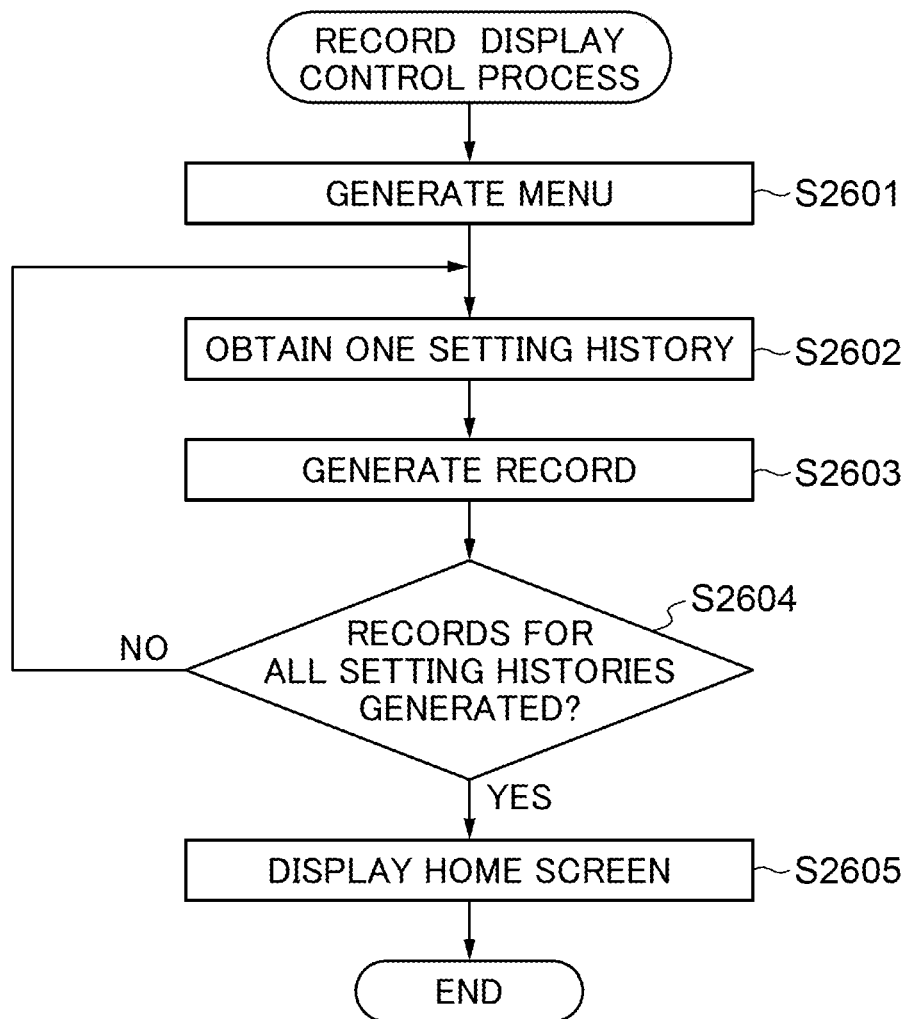 RECORD DISPLAY
CONTROL PROCESS
GENERATE MENU
S2601
OBTAIN ONE SETTING HISTORY
S2602
GENERATE RECORD
S2603
S2604
RECORDS FOR
ALL SETTING HISTORIES
GENERATED?
NO
YES
DISPLAY HOME SCREEN
S2605
END